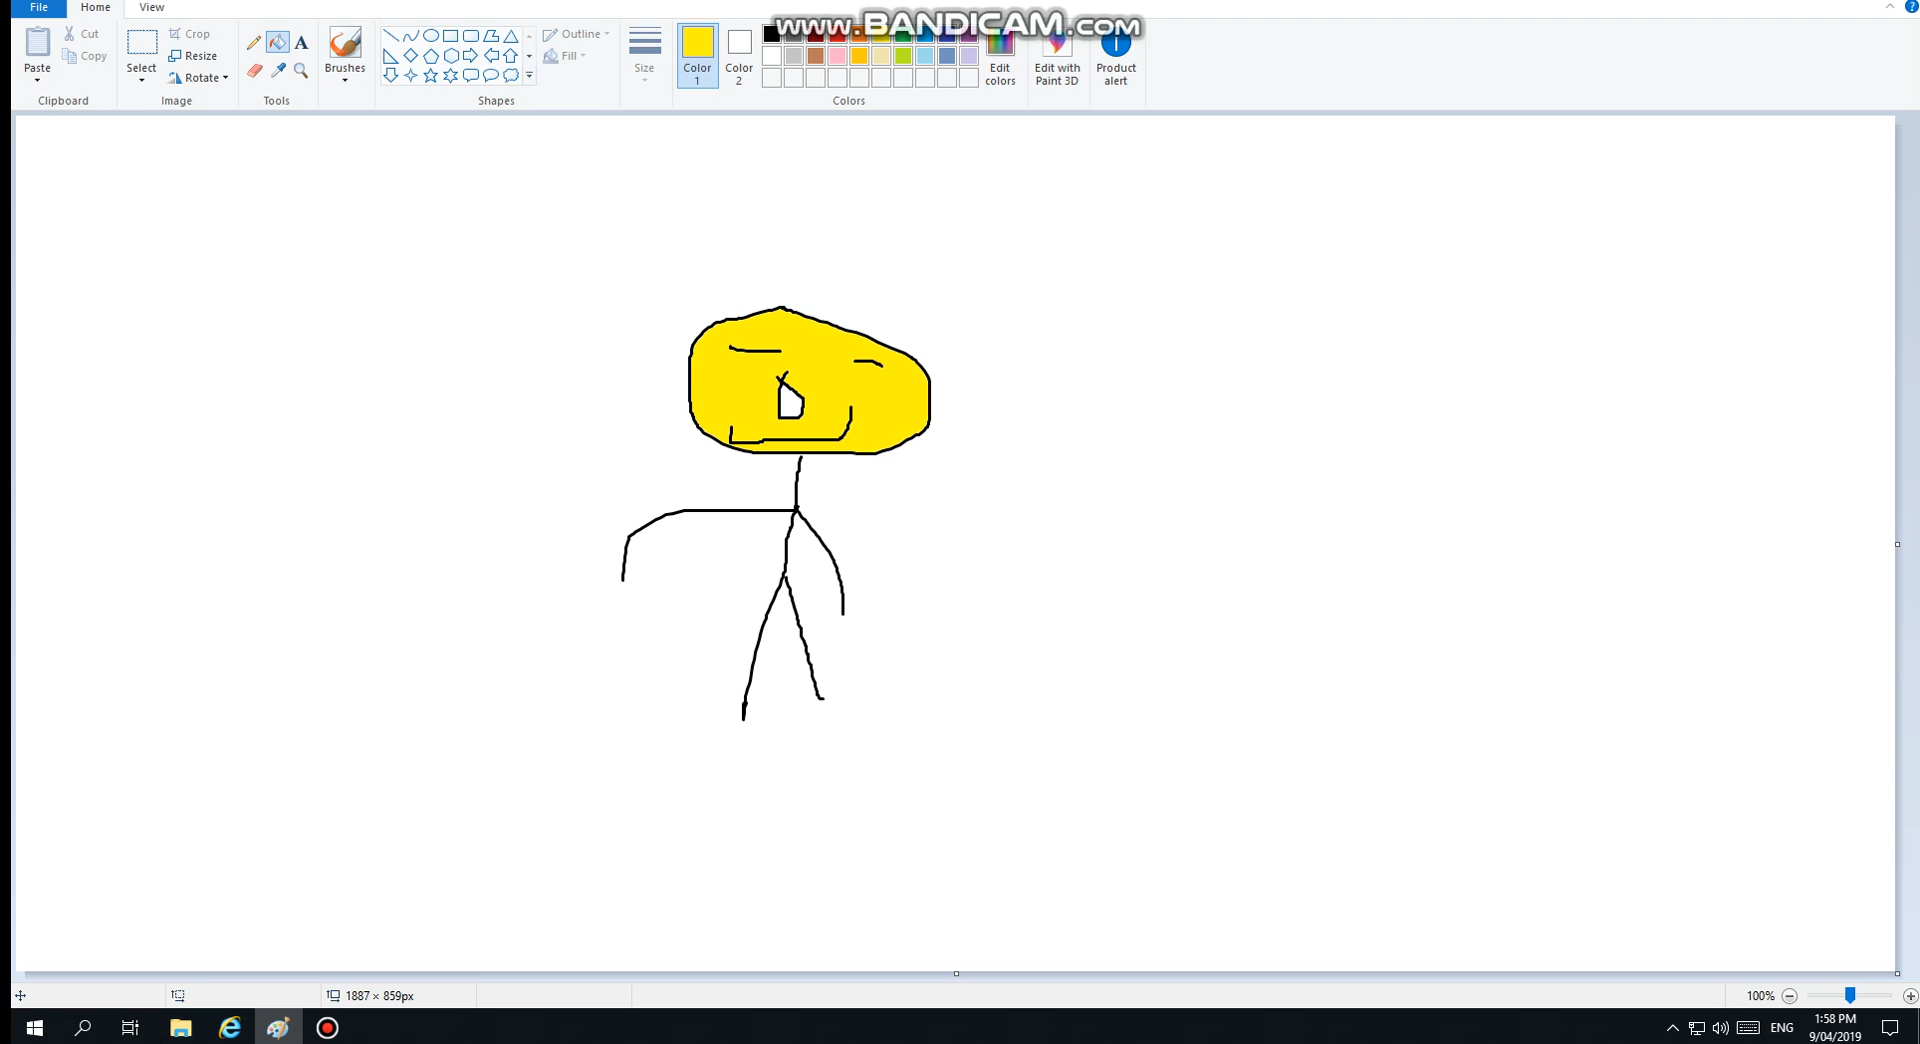 File Home View
www.BANDICAM.com
Paste
Cut
Copy
Clipboard
Select
Crop
Resize
Rotate
Image
A
Tools
Brushes
Shapes
Outline
Fill
Size
Color 1
Color 2
Colors
Edit colors
Edit with Paint 3D
Product alert
1887 × 859px
100%
ENG
1:58 PM
9/04/2019